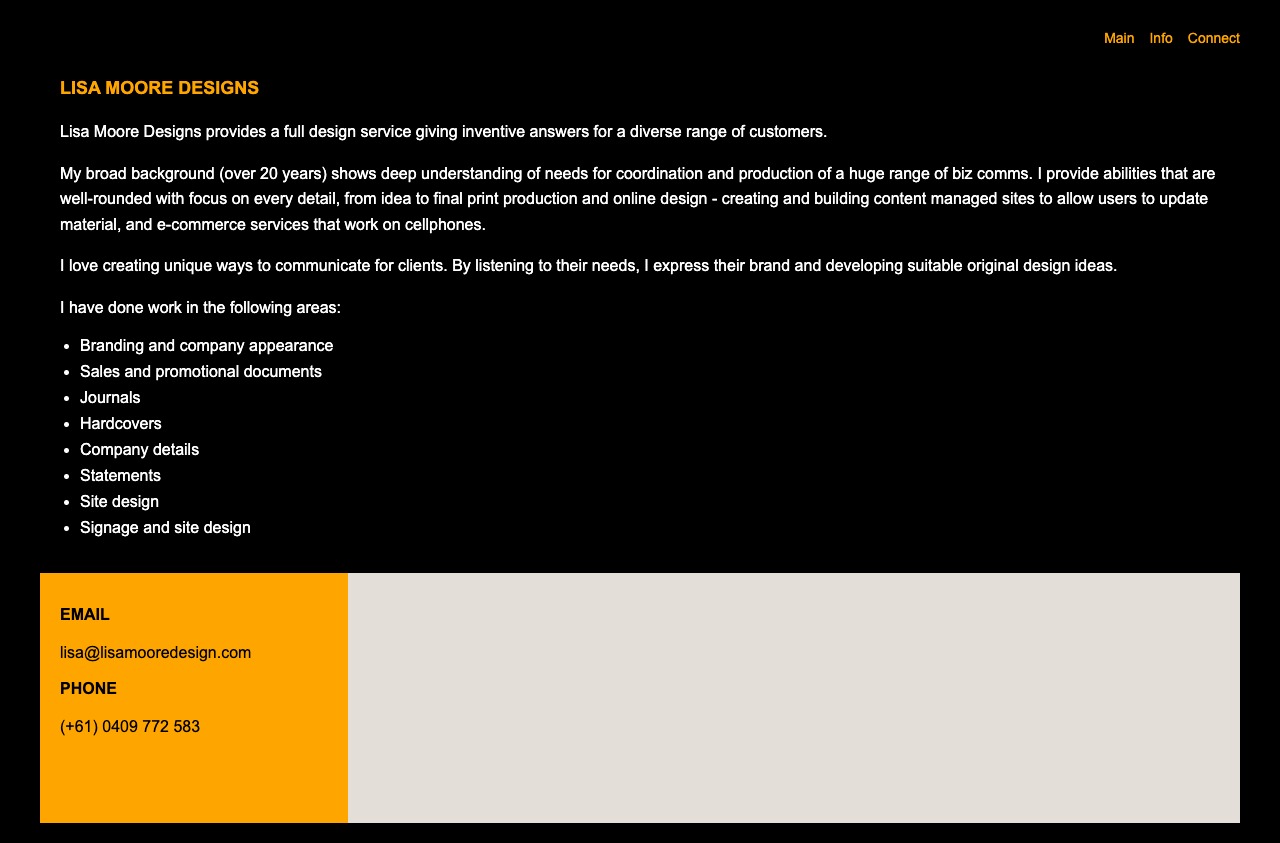 Main Info Connect
LISA MOORE DESIGNS
Lisa Moore Designs provides a full design service giving inventive answers for a diverse range of customers.
My broad background (over 20 years) shows deep understanding of needs for coordination and production of a huge range of biz comms. I provide abilities that are
well-rounded with focus on every detail, from idea to final print production and online design - creating and building content managed sites to allow users to update
material, and e-commerce services that work on cellphones.
I love creating unique ways to communicate for clients. By listening to their needs, I express their brand and developing suitable original design ideas.
I have done work in the following areas:
• Branding and company appearance
• Sales and promotional documents
• Journals
• Hardcovers
• Company details
• Statements
• Site design
• Signage and site design
EMAIL
lisa@lisamooredesign.com
PHONE
(+61) 0409 772 583